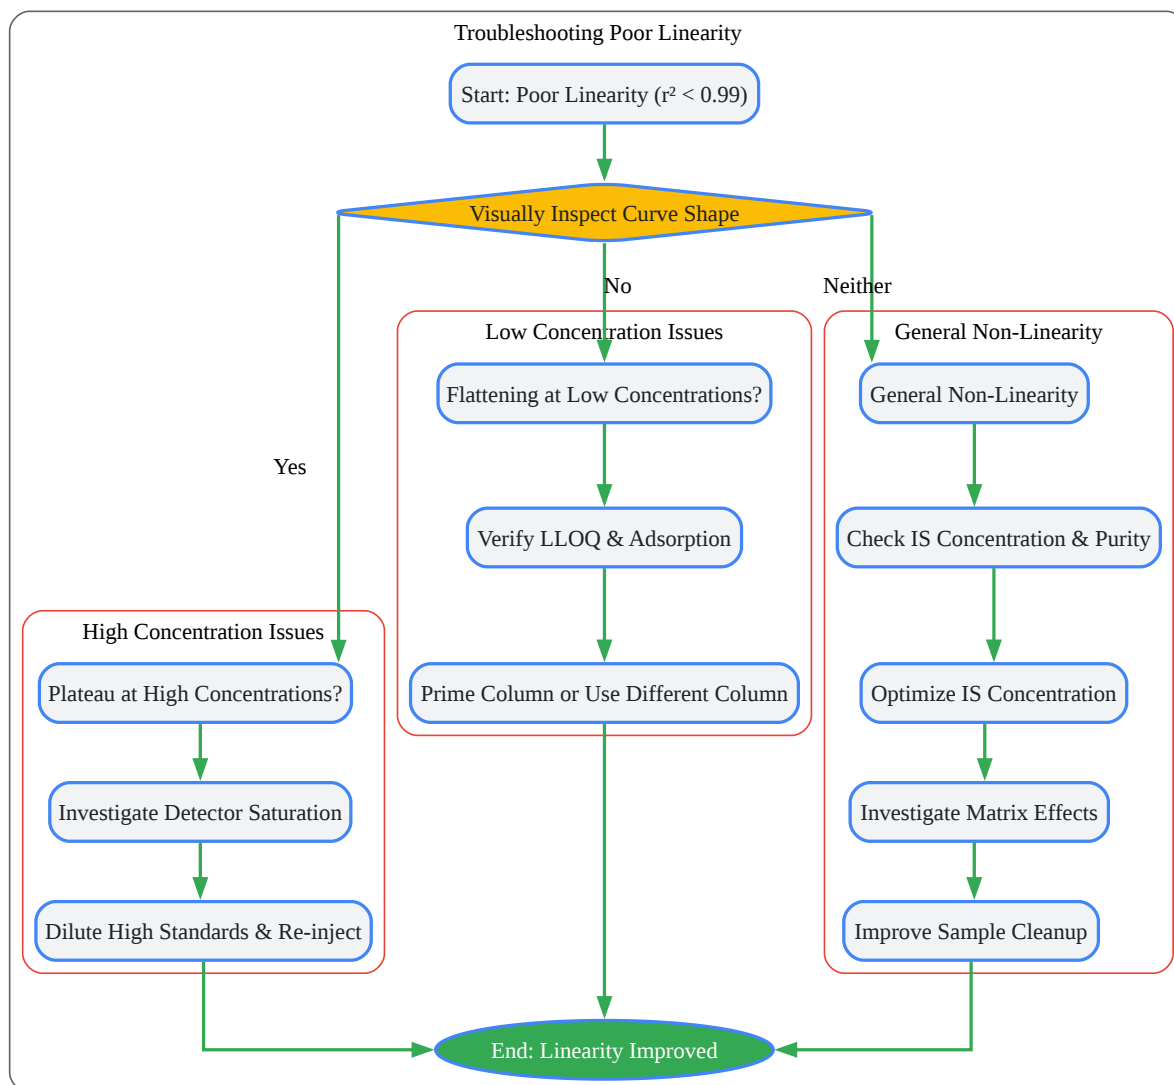 Troubleshooting Poor Linearity
Start: Poor Linearity (r² < 0.99)
Visually Inspect Curve Shape
No
Neither
Yes
Low Concentration Issues
Flattening at Low Concentrations?
Verify LLOQ & Adsorption
Prime Column or Use Different Column
General Non-Linearity
General Non-Linearity
Check IS Concentration & Purity
Optimize IS Concentration
Investigate Matrix Effects
Improve Sample Cleanup
High Concentration Issues
Plateau at High Concentrations?
Investigate Detector Saturation
Dilute High Standards & Re-inject
End: Linearity Improved